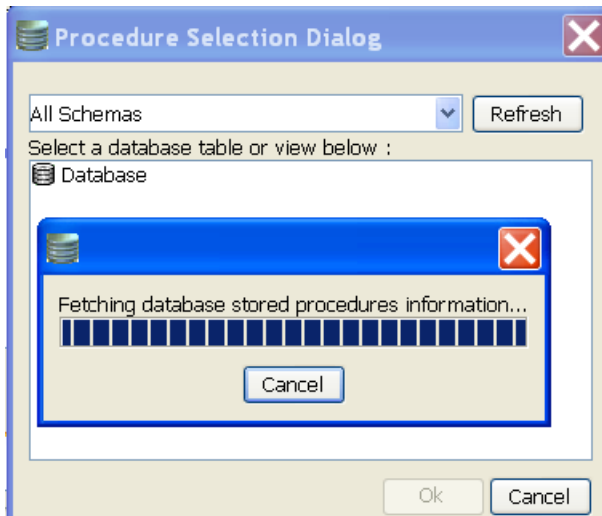 Procedure Selection Dialog
All Schemas
Refresh
Select a database table or view below :
Database
Fetching database stored procedures information...
Cancel
Ok
Cancel